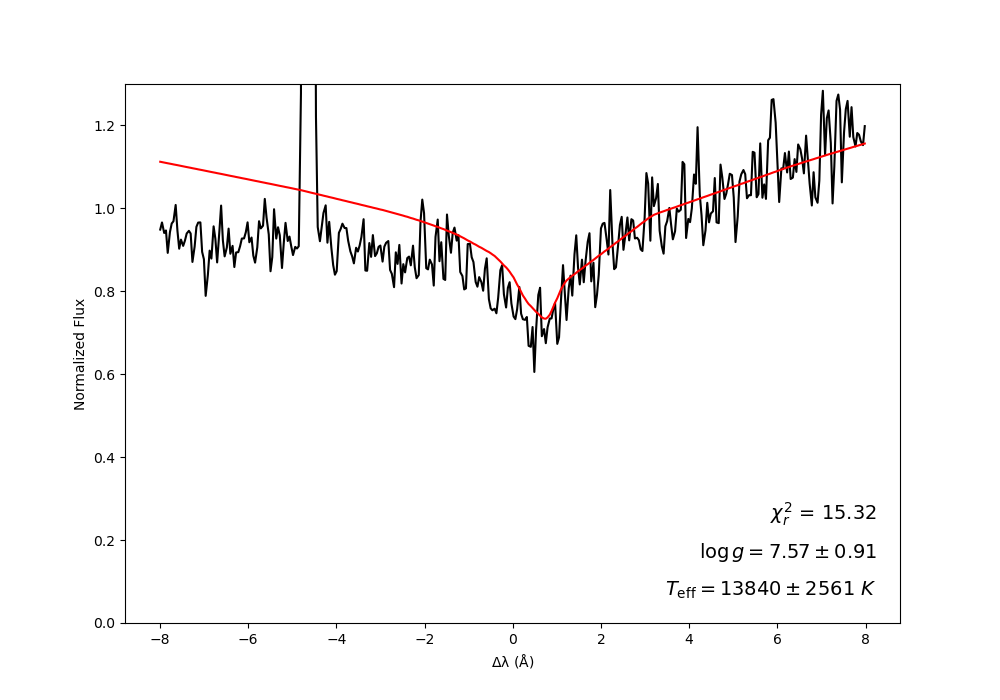 1.2
1.0
0.8
0.6
0.4
0.2
0.0
Normalized Flux
χ²ᵣ = 15.32
log g = 7.57 ± 0.91
T_eff = 13840 ± 2561 K
−8 −6 −4 −2 0 2 4 6 8
Δλ (Å)